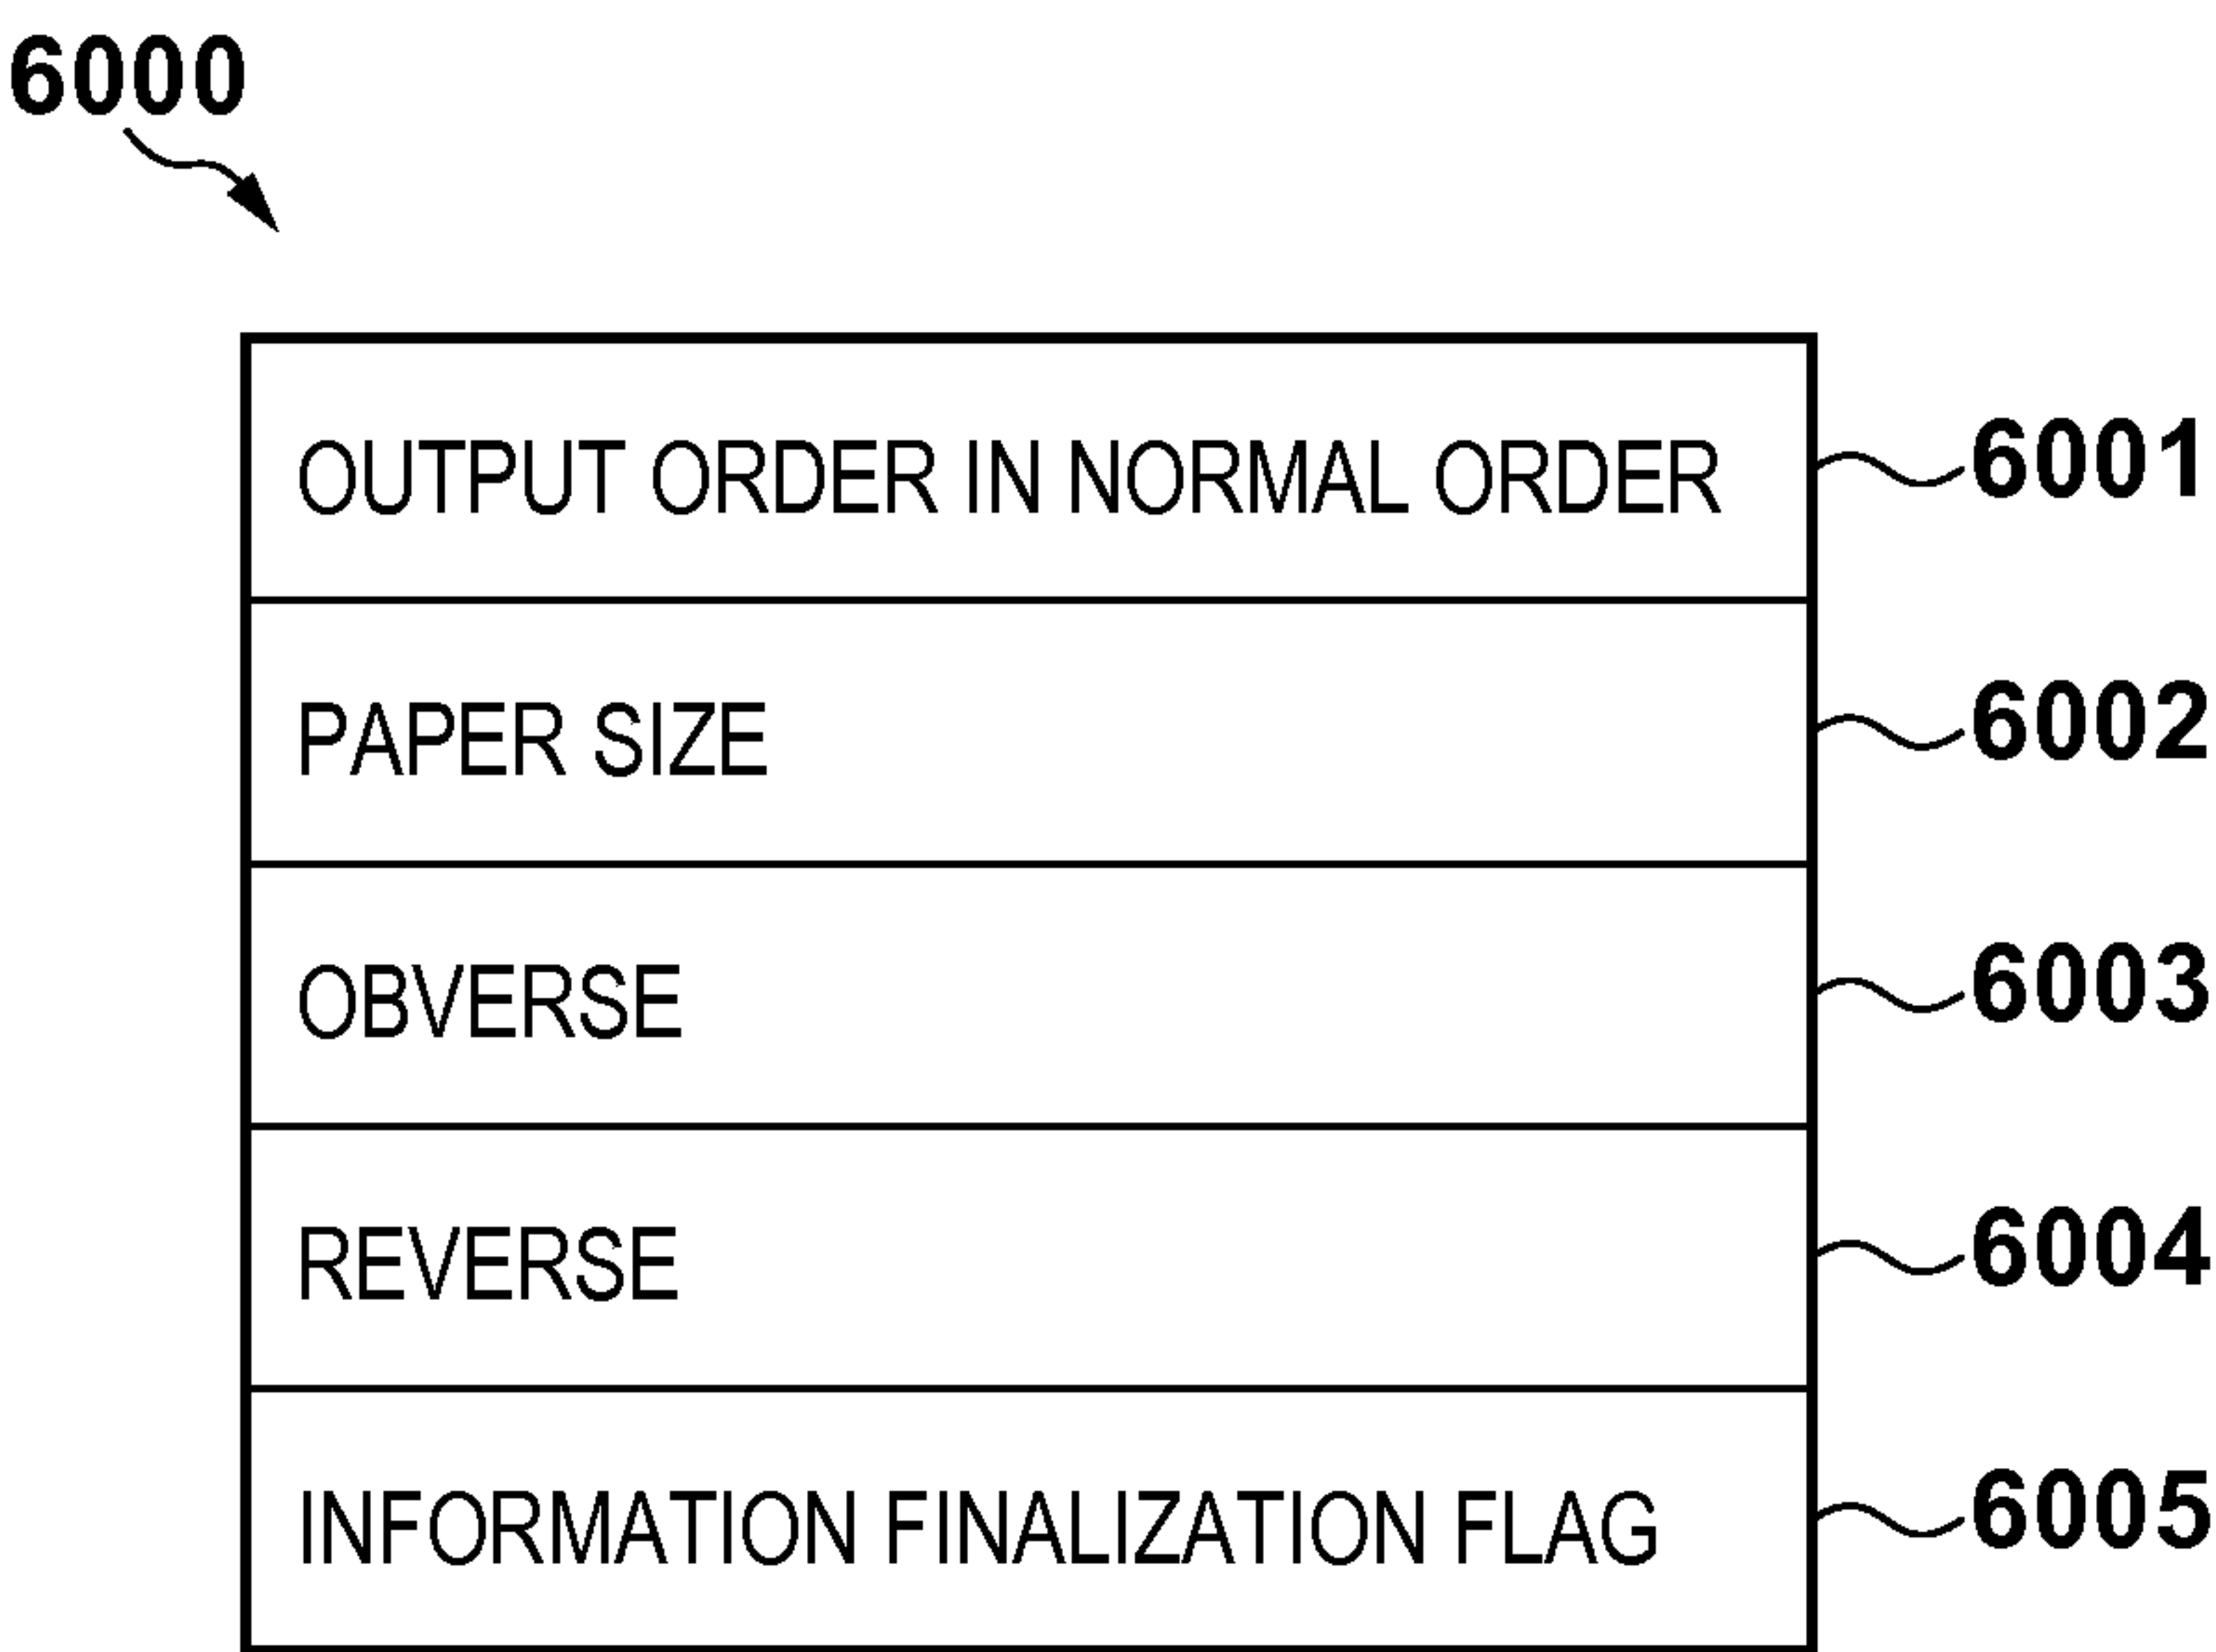 6000
OUTPUT ORDER IN NORMAL ORDER 6001
PAPER SIZE 6002
OBVERSE 6003
REVERSE 6004
INFORMATION FINALIZATION FLAG 6005